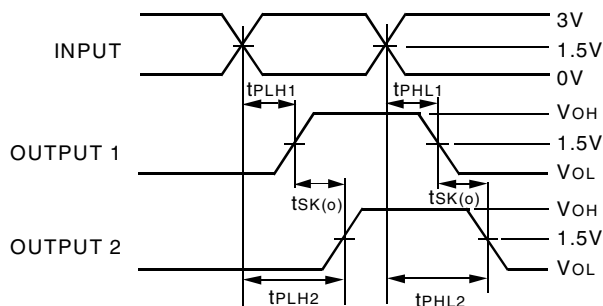 3V
INPUT 1.5V
0V
tPLH1 tPHL1
VOH
OUTPUT 1 1.5V
VOL
tSK(o) tSK(o)
VOH
OUTPUT 2 1.5V
VOL
tPLH2 tPHL2